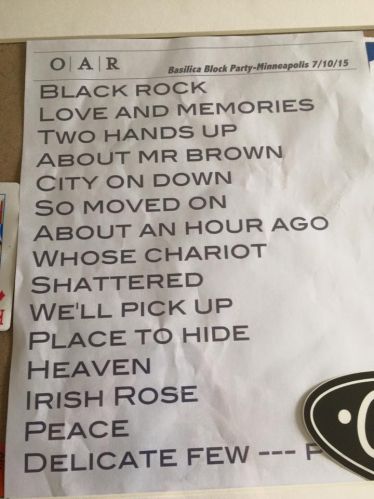 O|A|R
Basilica Block Party-Minneapolis 7/10/15
BLACK ROCK
LOVE AND MEMORIES
TWO HANDS UP
ABOUT MR BROWN
CITY ON DOWN
SO MOVED ON
ABOUT AN HOUR AGO
WHOSE CHARIOT
SHATTERED
WE'LL PICK UP
PLACE TO HIDE
HEAVEN
IRISH ROSE
PEACE
DELICATE FEW ---